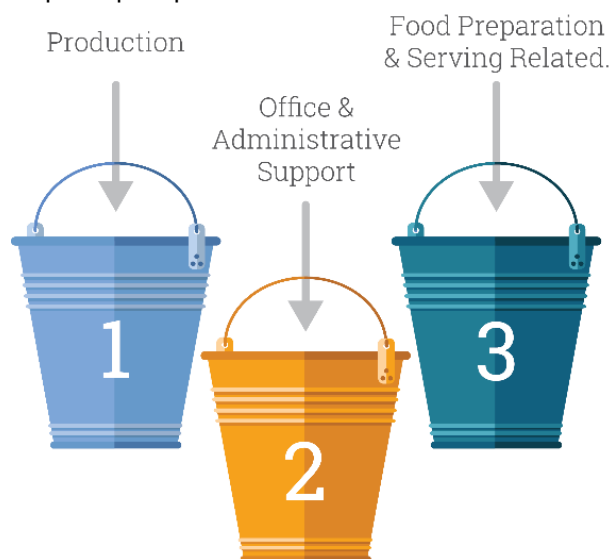 Production
1
Office &
Administrative
Support
2
Food Preparation
& Serving Related.
3